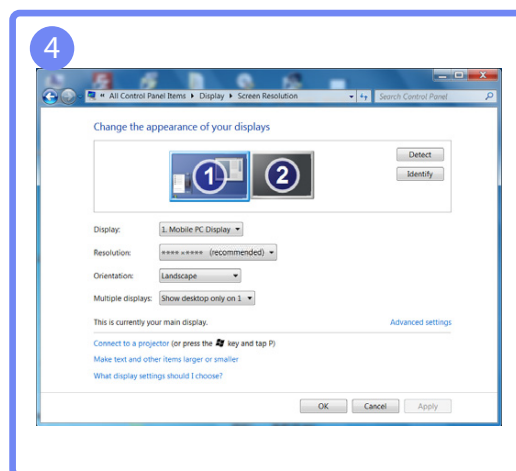 4
All Control Panel Items ▸ Display ▸ Screen Resolution
Search Control Panel
Change the appearance of your displays
1
2
Detect
Identify
Display: 1. Mobile PC Display
Resolution: **** × **** (recommended)
Orientation: Landscape
Multiple displays: Show desktop only on 1
This is currently your main display.
Advanced settings
Connect to a projector (or press the key and tap P)
Make text and other items larger or smaller
What display settings should I choose?
OK
Cancel
Apply